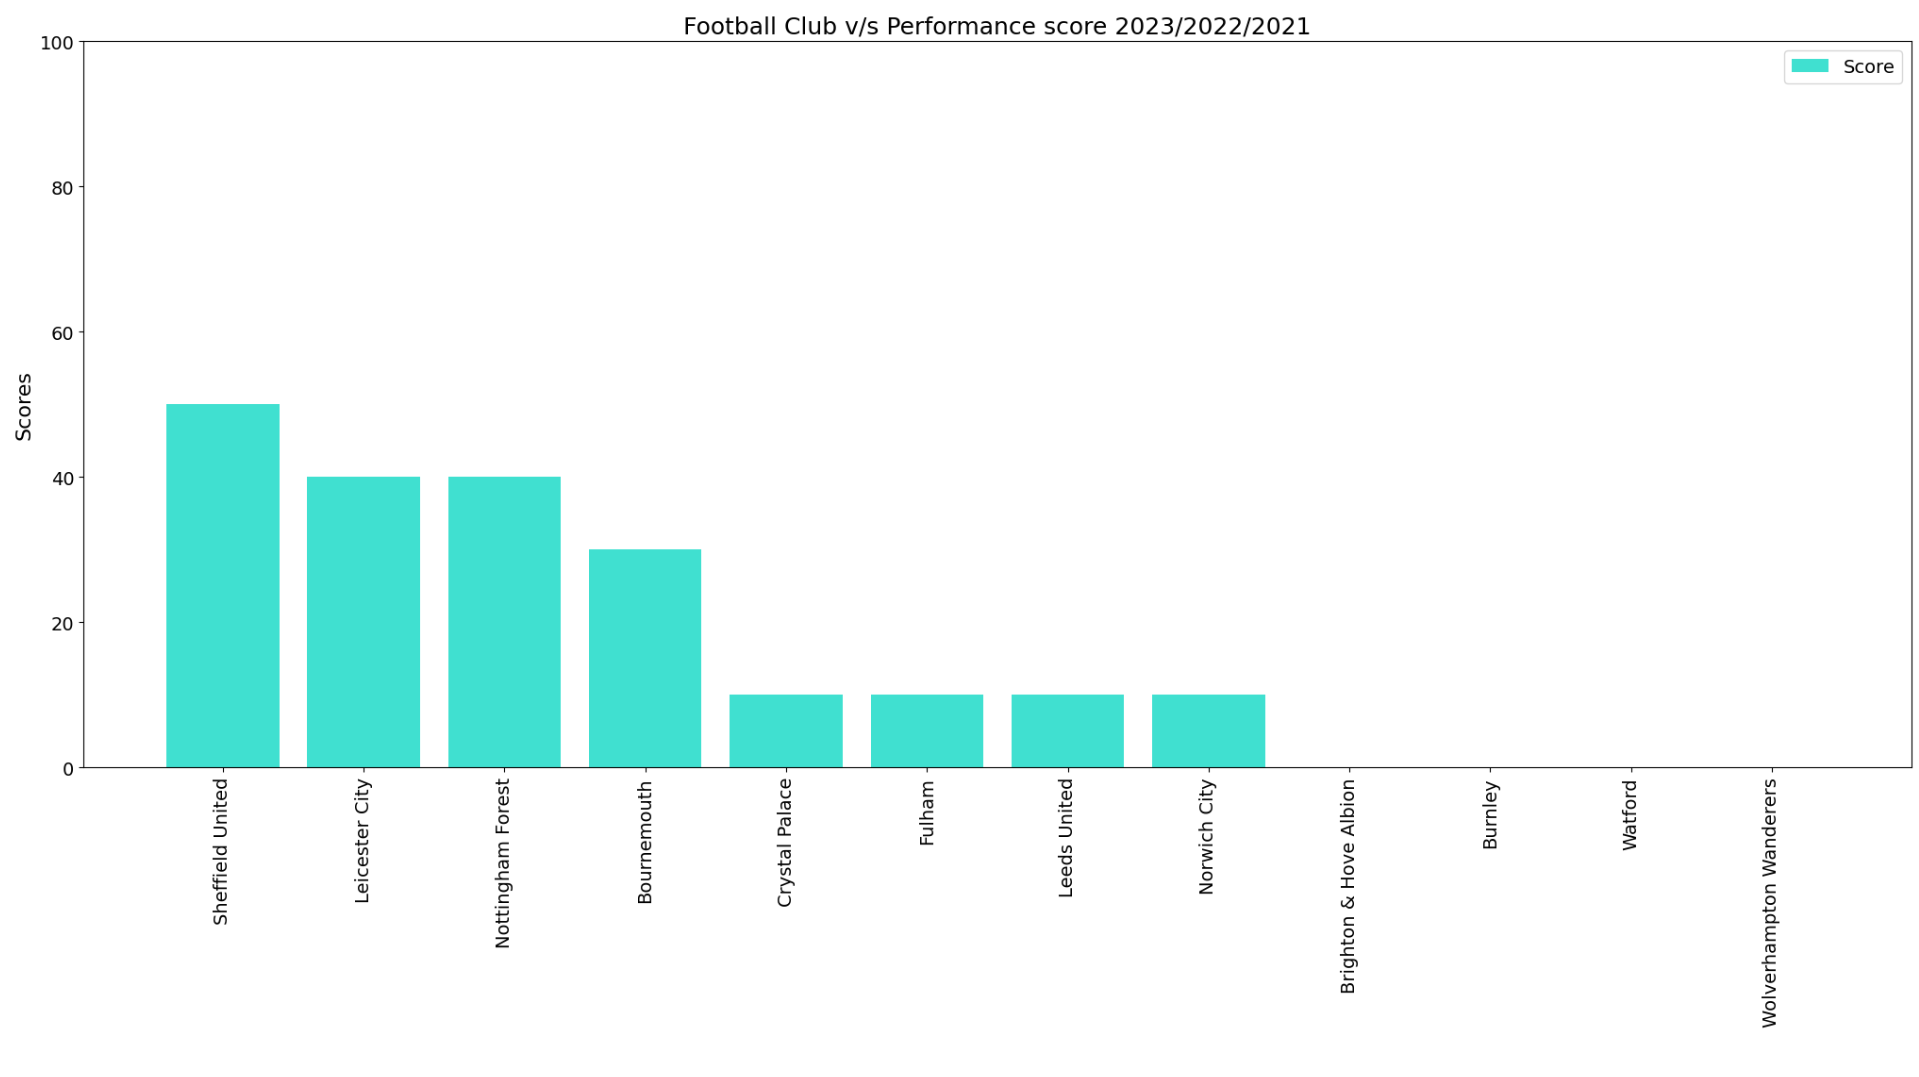 Football Club v/s Performance score 2023/2022/2021
Score
Scores
100
80
60
40
20
0
Sheffield United
Leicester City
Nottingham Forest
Bournemouth
Crystal Palace
Fulham
Leeds United
Norwich City
Brighton & Hove Albion
Burnley
Watford
Wolverhampton Wanderers